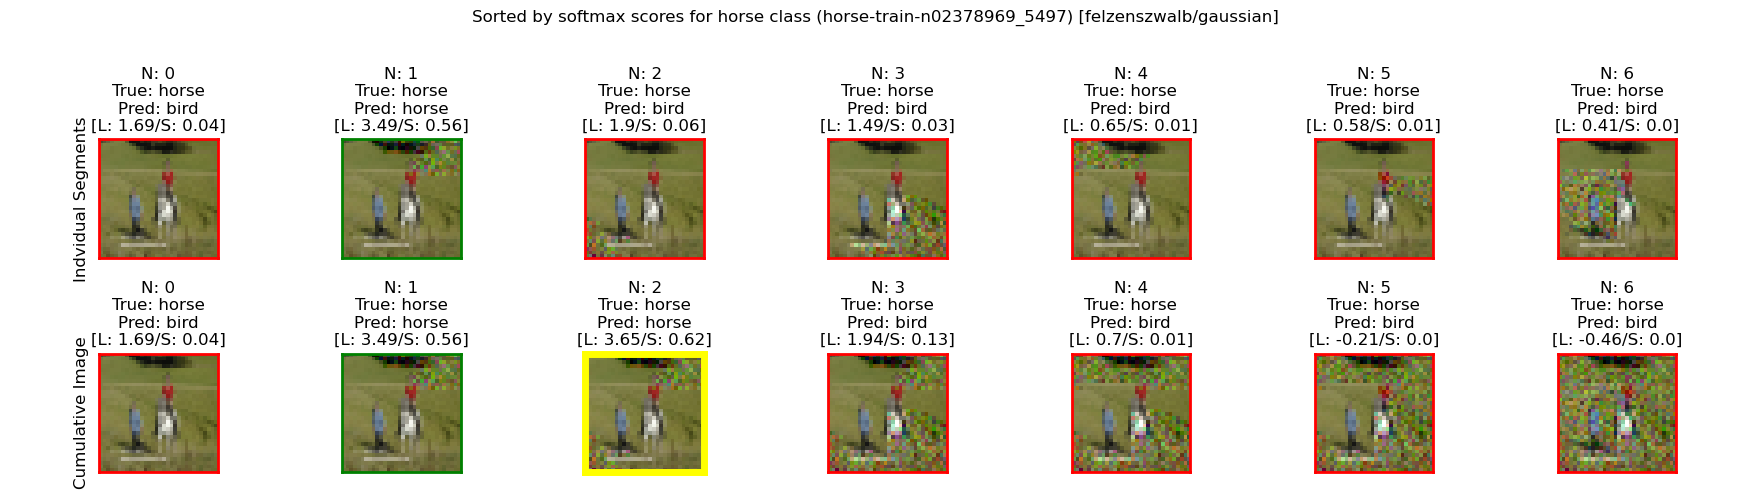 Sorted by softmax scores for horse class (horse-train-n02378969_5497) [felzenszwalb/gaussian]
Indvidual Segments
N: 0
True: horse
Pred: bird
[L: 1.69/S: 0.04]
N: 1
True: horse
Pred: horse
[L: 3.49/S: 0.56]
N: 2
True: horse
Pred: bird
[L: 1.9/S: 0.06]
N: 3
True: horse
Pred: bird
[L: 1.49/S: 0.03]
N: 4
True: horse
Pred: bird
[L: 0.65/S: 0.01]
N: 5
True: horse
Pred: bird
[L: 0.58/S: 0.01]
N: 6
True: horse
Pred: bird
[L: 0.41/S: 0.0]
Cumulative Image
N: 0
True: horse
Pred: bird
[L: 1.69/S: 0.04]
N: 1
True: horse
Pred: horse
[L: 3.49/S: 0.56]
N: 2
True: horse
Pred: horse
[L: 3.65/S: 0.62]
N: 3
True: horse
Pred: bird
[L: 1.94/S: 0.13]
N: 4
True: horse
Pred: bird
[L: 0.7/S: 0.01]
N: 5
True: horse
Pred: bird
[L: -0.21/S: 0.0]
N: 6
True: horse
Pred: bird
[L: -0.46/S: 0.0]